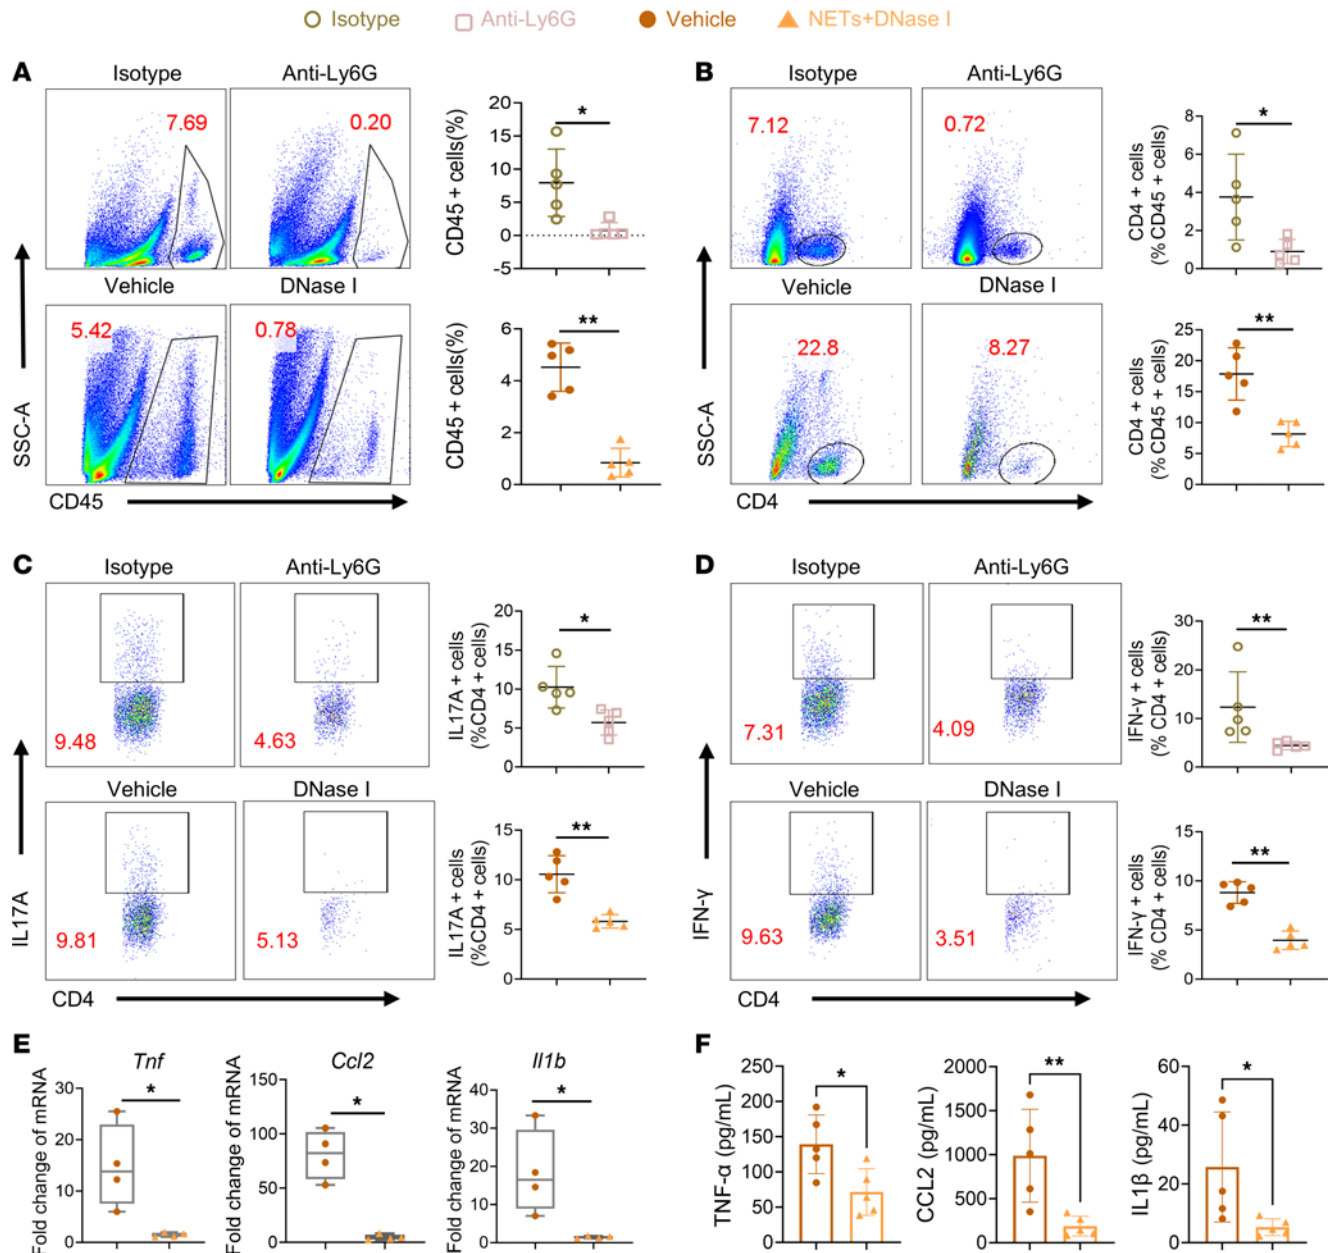 Isotype Anti-Ly6G Vehicle NETs+DNase I
A
Isotype Anti-Ly6G
7.69 0.20
Vehicle DNase I
5.42 0.78
SSC-A
CD45
CD45 + cells(%)
20
15
10
5
0
-5
*
CD45 + cells(%)
6
4
2
0
**
B
Isotype Anti-Ly6G
7.12 0.72
Vehicle DNase I
22.8 8.27
SSC-A
CD4
CD4 + cells
(% CD45 + cells)
8
6
4
2
0
*
CD4 + cells
(% CD45 + cells)
25
20
15
10
5
0
**
C
Isotype Anti-Ly6G
9.48 4.63
Vehicle DNase I
9.81 5.13
IL17A
CD4
IL17A + cells
(%CD4 + cells)
20
15
10
5
0
*
IL17A + cells
(%CD4 + cells)
15
10
5
0
**
D
Isotype Anti-Ly6G
7.31 4.09
Vehicle DNase I
9.63 3.51
IFN-γ
CD4
IFN-γ + cells
(% CD4 + cells)
30
20
10
0
**
IFN-γ + cells
(% CD4 + cells)
15
10
5
0
**
E
Tnf
Fold change of mRNA
30
20
10
0
*
Ccl2
Fold change of mRNA
150
100
50
0
*
Il1b
Fold change of mRNA
40
30
20
10
0
*
F
TNF-α (pg/mL)
250
200
150
100
50
0
*
CCL2 (pg/mL)
2000
1500
1000
500
0
**
IL1β (pg/mL)
60
40
20
0
*